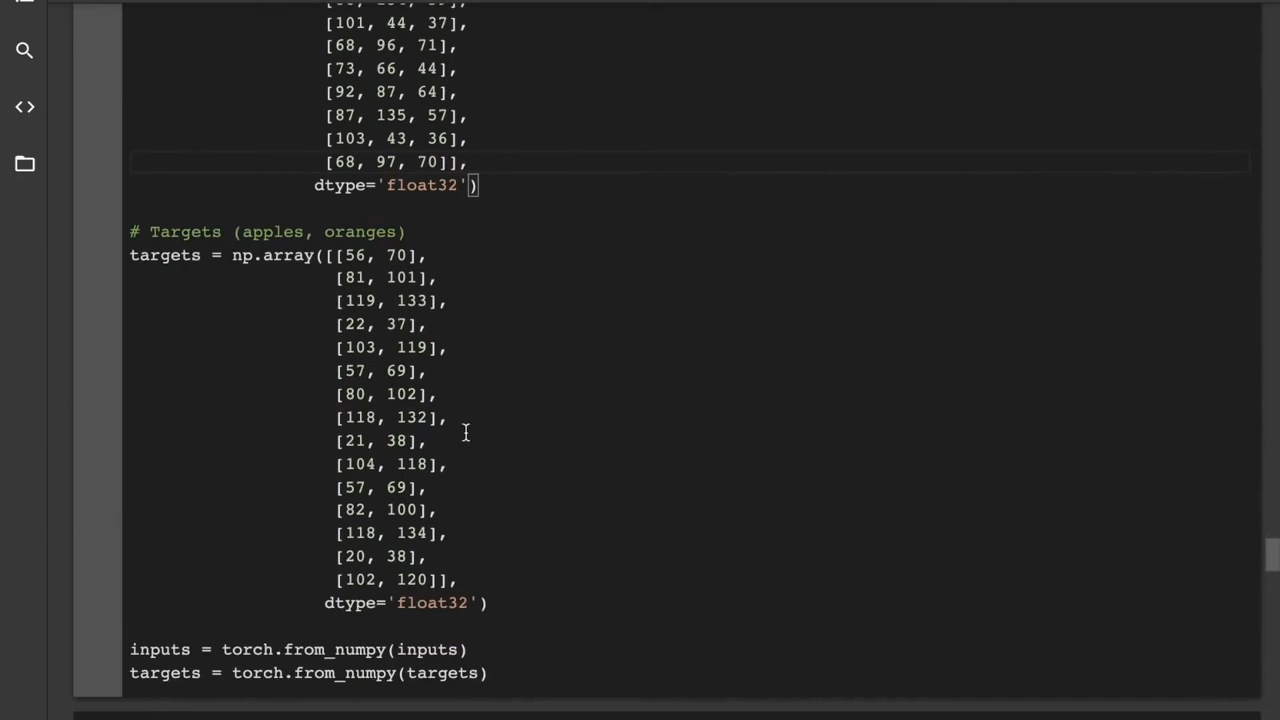 [101, 44, 37],
[68, 96, 71],
[73, 66, 44],
[92, 87, 64],
[87, 135, 57],
[103, 43, 36],
[68, 97, 70]],
dtype='float32')
# Targets (apples, oranges)
targets = np.array([[56, 70],
[81, 101],
[119, 133],
[22, 37],
[103, 119],
[57, 69],
[80, 102],
[118, 132],
[21, 38],
[104, 118],
[57, 69],
[82, 100],
[118, 134],
[20, 38],
[102, 120]],
dtype='float32')
inputs = torch.from_numpy(inputs)
targets = torch.from_numpy(targets)